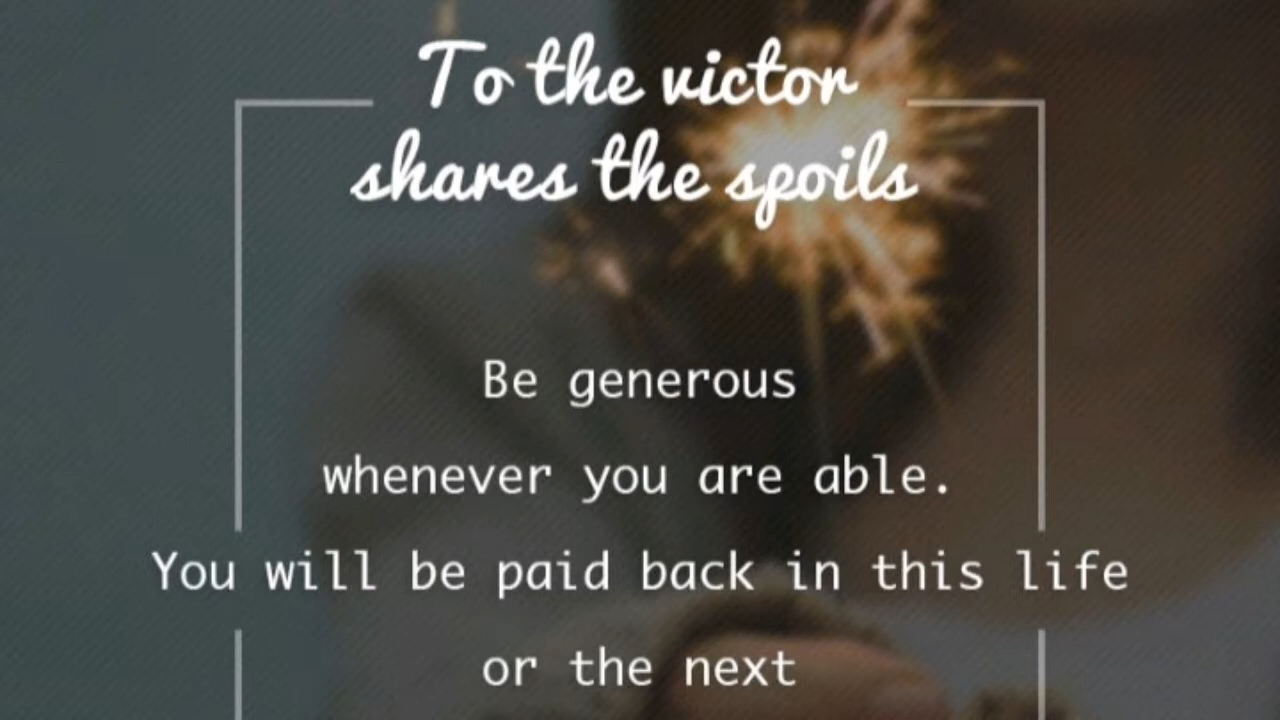 To the victor
shares the spoils
Be generous
whenever you are able.
You will be paid back in this life
or the next